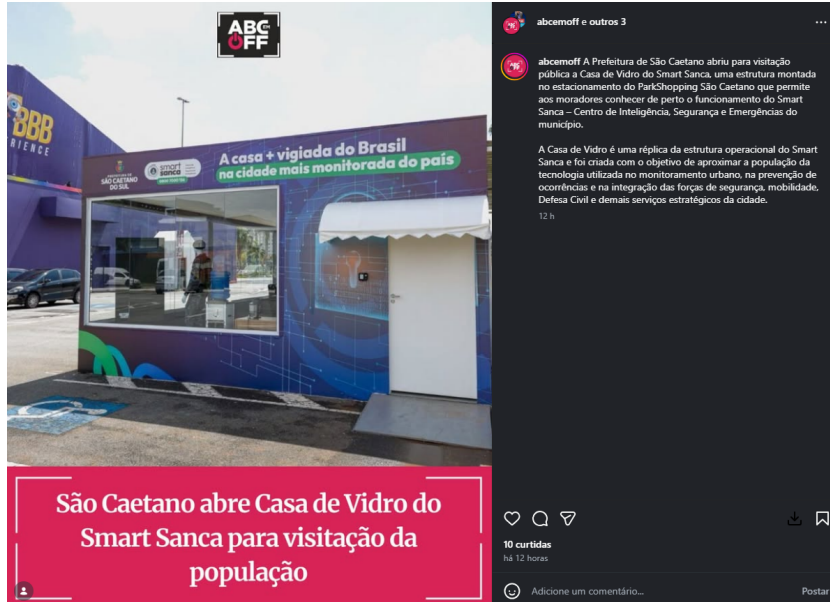 ABC EM
OFF
BBB
RIENCE
PREFEITURA DE
SÃO CAETANO
DO SUL
smart
sanca
A casa + vigiada do Brasil
na cidade mais monitorada do país
São Caetano abre Casa de Vidro do
Smart Sanca para visitação da
população
abcemoff e outros 3
abcemoff A Prefeitura de São Caetano abriu para visitação
pública a Casa de Vidro do Smart Sanca, uma estrutura montada
no estacionamento do ParkShopping São Caetano que permite
aos moradores conhecer de perto o funcionamento do Smart
Sanca – Centro de Inteligência, Segurança e Emergências do
município.
A Casa de Vidro é uma réplica da estrutura operacional do Smart
Sanca e foi criada com o objetivo de aproximar a população da
tecnologia utilizada no monitoramento urbano, na prevenção de
ocorrências e na integração das forças de segurança, mobilidade,
Defesa Civil e demais serviços estratégicos da cidade.
12 h
10 curtidas
há 12 horas
Adicione um comentário...
Postar